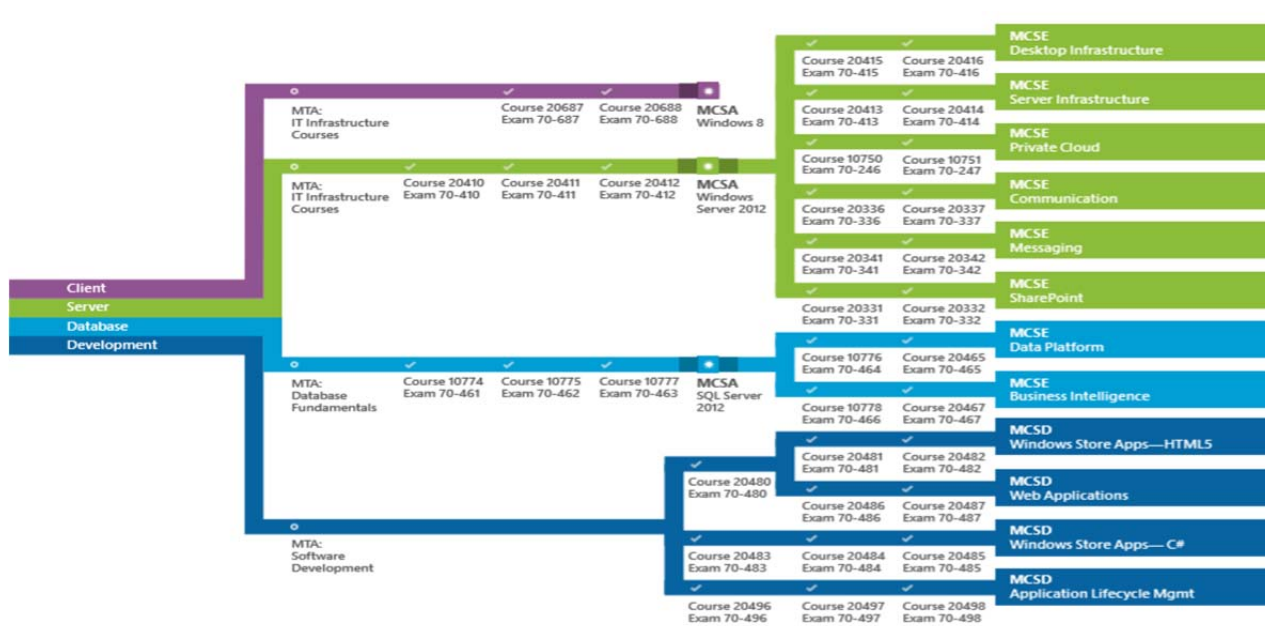 MCSE
Desktop Infrastructure
Course 20415
Exam 70-415
Course 20416
Exam 70-416
MTA:
IT Infrastructure
Courses
Course 20687
Exam 70-687
Course 20688
Exam 70-688
MCSA
Windows 8
MCSE
Server Infrastructure
Course 20413
Exam 70-413
Course 20414
Exam 70-414
MCSE
Private Cloud
Course 10750
Exam 70-246
Course 10751
Exam 70-247
MTA:
IT Infrastructure
Courses
Course 20410
Exam 70-410
Course 20411
Exam 70-411
Course 20412
Exam 70-412
MCSA
Windows
Server 2012
MCSE
Communication
Course 20336
Exam 70-336
Course 20337
Exam 70-337
MCSE
Messaging
Course 20341
Exam 70-341
Course 20342
Exam 70-342
MCSE
SharePoint
Course 20331
Exam 70-331
Course 20332
Exam 70-332
Client
Server
Database
Development
MCSE
Data Platform
Course 10776
Exam 70-464
Course 20465
Exam 70-465
MTA:
Database
Fundamentals
Course 10774
Exam 70-461
Course 10775
Exam 70-462
Course 10777
Exam 70-463
MCSA
SQL Server
2012
MCSE
Business Intelligence
Course 10778
Exam 70-466
Course 20467
Exam 70-467
MCSD
Windows Store Apps—HTML5
Course 20480
Exam 70-480
Course 20481
Exam 70-481
Course 20482
Exam 70-482
MCSD
Web Applications
Course 20486
Exam 70-486
Course 20487
Exam 70-487
MTA:
Software
Development
MCSD
Windows Store Apps— C#
Course 20483
Exam 70-483
Course 20484
Exam 70-484
Course 20485
Exam 70-485
MCSD
Application Lifecycle Mgmt
Course 20496
Exam 70-496
Course 20497
Exam 70-497
Course 20498
Exam 70-498